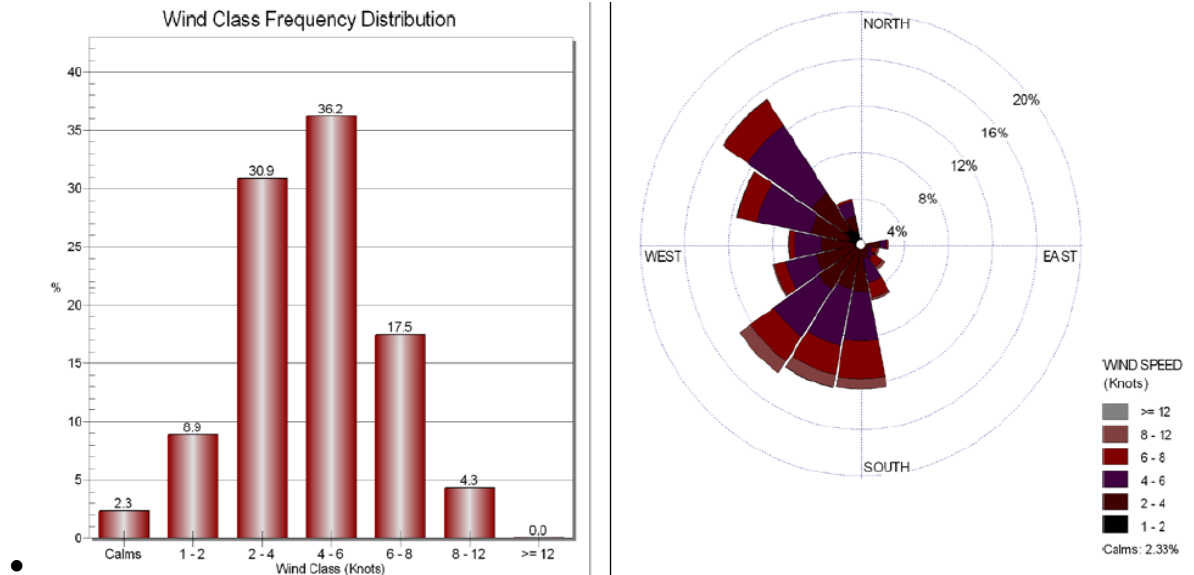 Wind Class Frequency Distribution
40
35
30
25
20
15
10
5
0
%
2.3
8.9
30.9
36.2
17.5
4.3
0.0
Calms
1 - 2
2 - 4
4 - 6
6 - 8
8 - 12
>= 12
Wind Class (Knots)
NORTH
20%
16%
12%
8%
4%
WEST
EAST
SOUTH
WIND SPEED
(Knots)
>= 12
8 - 12
6 - 8
4 - 6
2 - 4
1 - 2
Calms: 2.33%